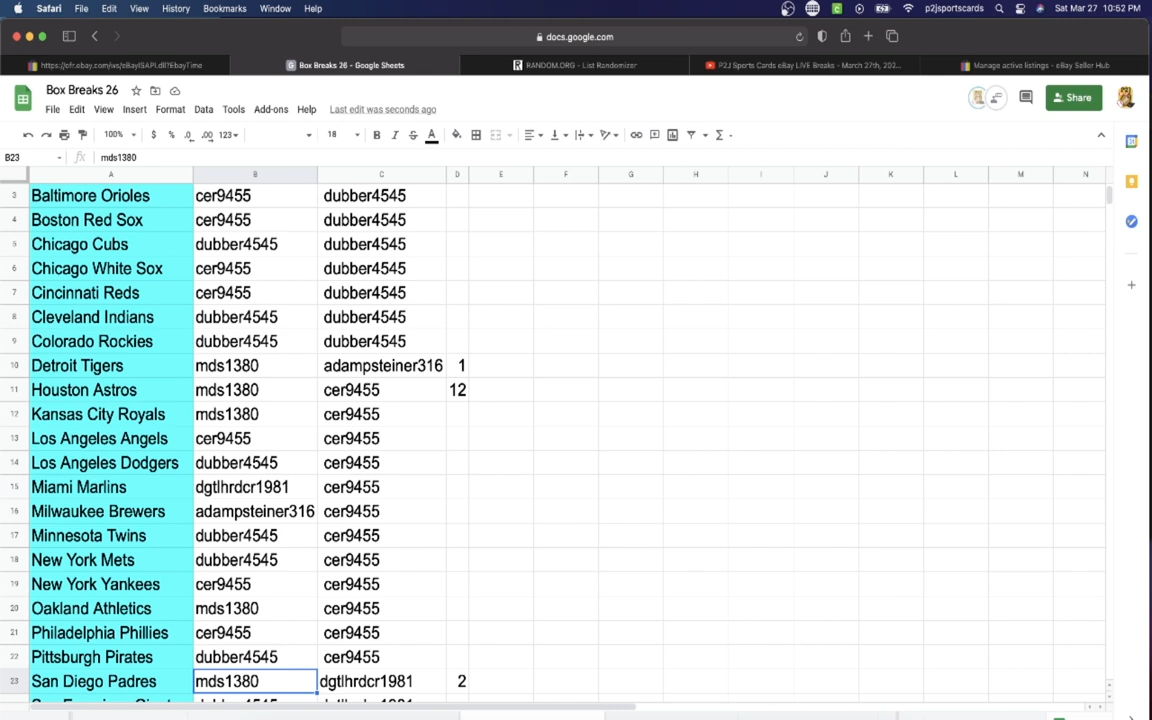 Safari File Edit View History Bookmarks Window Help p2jsportscards Sat Mar 27 10:52 PM
docs.google.com
https://ofr.ebay.com/ws/eBayISAPI.dll?EbayTime Box Breaks 26 - Google Sheets RANDOM.ORG - List Randomizer P2J Sports Cards eBay LIVE Breaks - March 27th, 202... Manage active listings - eBay Seller Hub
Box Breaks 26
File Edit View Insert Format Data Tools Add-ons Help Last edit was seconds ago
Share
100% $ % .0 .00 123 18 B I S A
B23 fx mds1380
A B C D E F G H I J K L M N
3 Baltimore Orioles cer9455 dubber4545
4 Boston Red Sox cer9455 dubber4545
5 Chicago Cubs dubber4545 dubber4545
6 Chicago White Sox cer9455 dubber4545
7 Cincinnati Reds cer9455 dubber4545
8 Cleveland Indians dubber4545 dubber4545
9 Colorado Rockies dubber4545 dubber4545
10 Detroit Tigers mds1380 adampsteiner316 1
11 Houston Astros mds1380 cer9455 12
12 Kansas City Royals mds1380 cer9455
13 Los Angeles Angels cer9455 cer9455
14 Los Angeles Dodgers dubber4545 cer9455
15 Miami Marlins dgtlhrdcr1981 cer9455
16 Milwaukee Brewers adampsteiner316 cer9455
17 Minnesota Twins dubber4545 cer9455
18 New York Mets dubber4545 cer9455
19 New York Yankees cer9455 cer9455
20 Oakland Athletics mds1380 cer9455
21 Philadelphia Phillies cer9455 cer9455
22 Pittsburgh Pirates dubber4545 cer9455
23 San Diego Padres mds1380 dgtlhrdcr1981 2